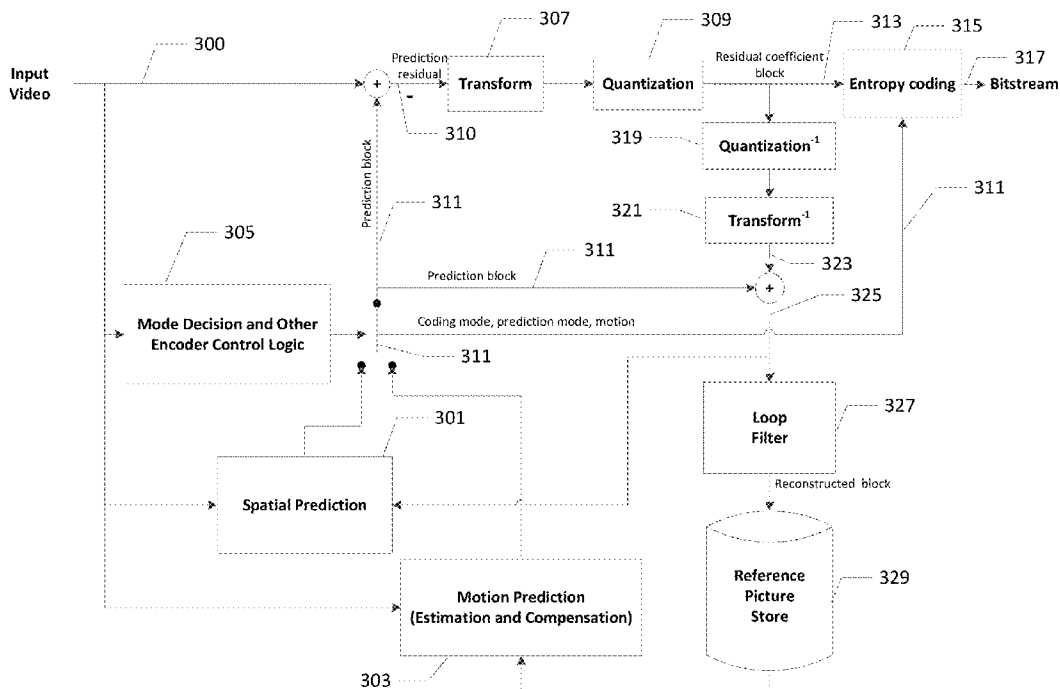 300
307
309
313
315
317
Input
Video
Prediction
residual
-
+
310
Transform
Quantization
Residual coefficient
block
Entropy coding
Bitstream
Prediction block
311
319
Quantization-1
321
Transform-1
323
311
305
Prediction block
311
+
325
Mode Decision and Other
Encoder Control Logic
Coding mode, prediction mode, motion
311
301
Spatial Prediction
Loop
Filter
327
Reconstructed block
Motion Prediction
(Estimation and Compensation)
303
Reference
Picture
Store
329